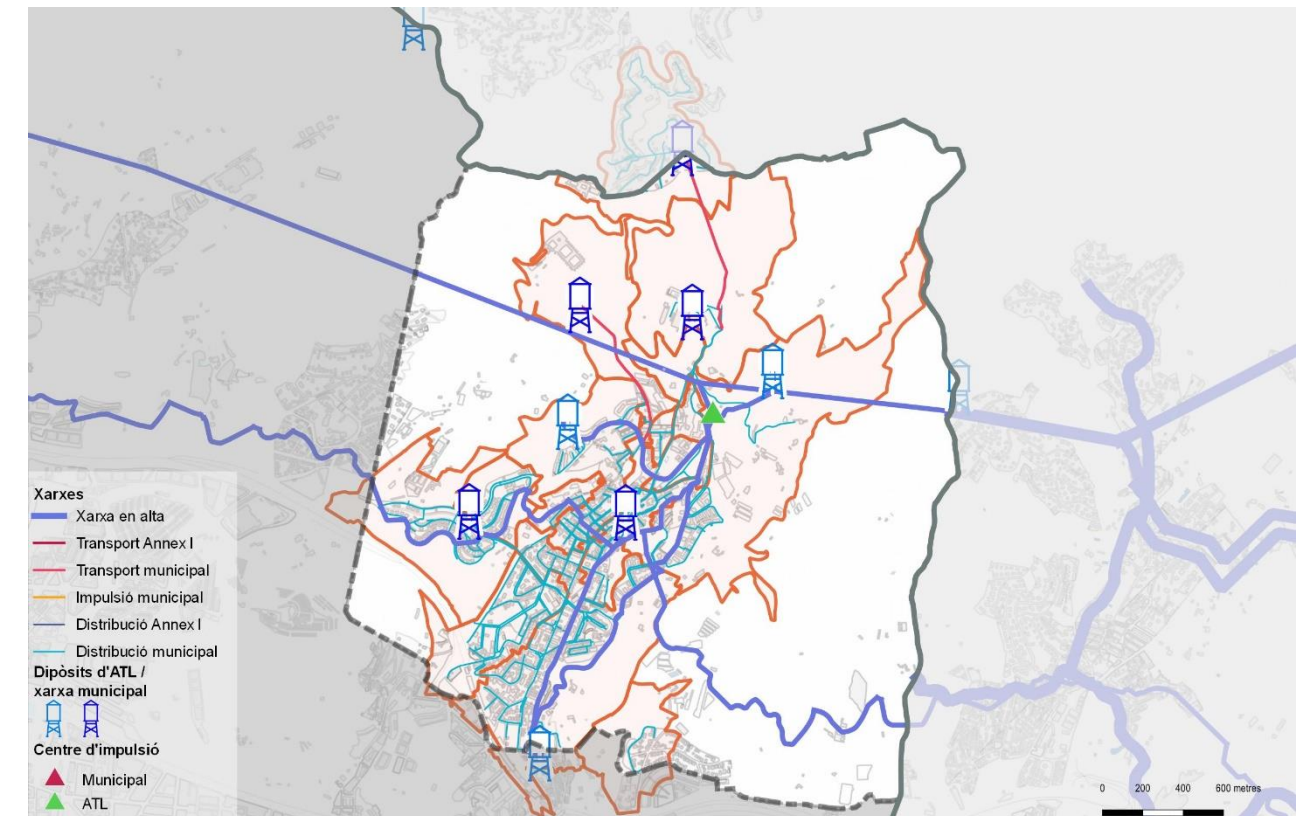 Xarxes
Xarxa en alta
Transport Annex I
Transport municipal
Impulsió municipal
Distribució Annex I
Distribució municipal
Dipòsits d'ATL /
xarxa municipal
Centre d'impulsió
Municipal
ATL
0 200 400 600 metres